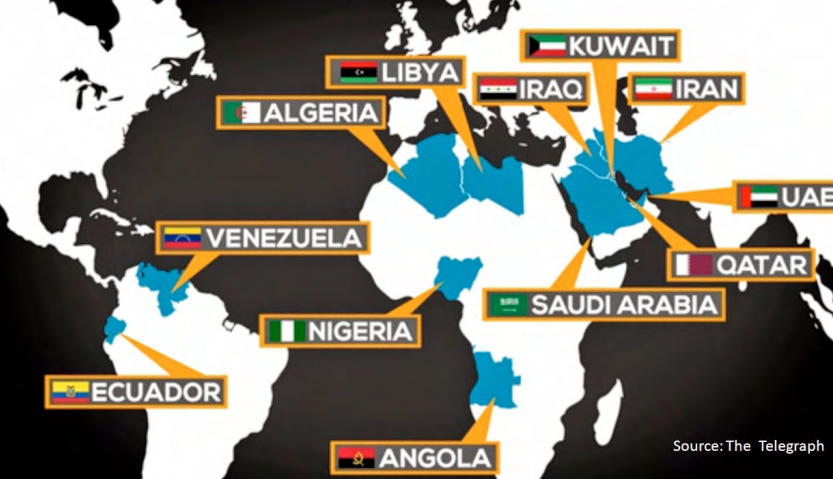 KUWAIT
LIBYA
IRAQ
IRAN
ALGERIA
UAE
VENEZUELA
QATAR
SAUDI ARABIA
NIGERIA
ECUADOR
Source: The Telegraph
ANGOLA